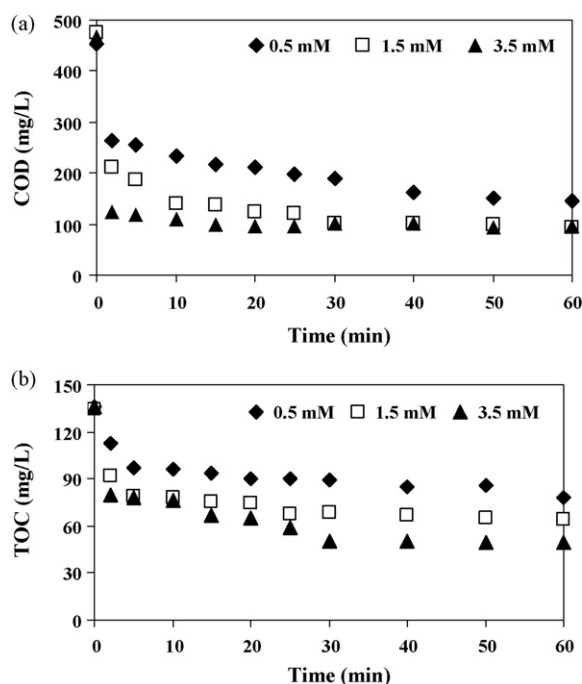 (a)
500
400
300
200
100
0
COD (mg/L)
0.5 mM 1.5 mM 3.5 mM
0 10 20 30 40 50 60
Time (min)
(b)
150
120
90
60
30
0
TOC (mg/L)
0.5 mM 1.5 mM 3.5 mM
0 10 20 30 40 50 60
Time (min)